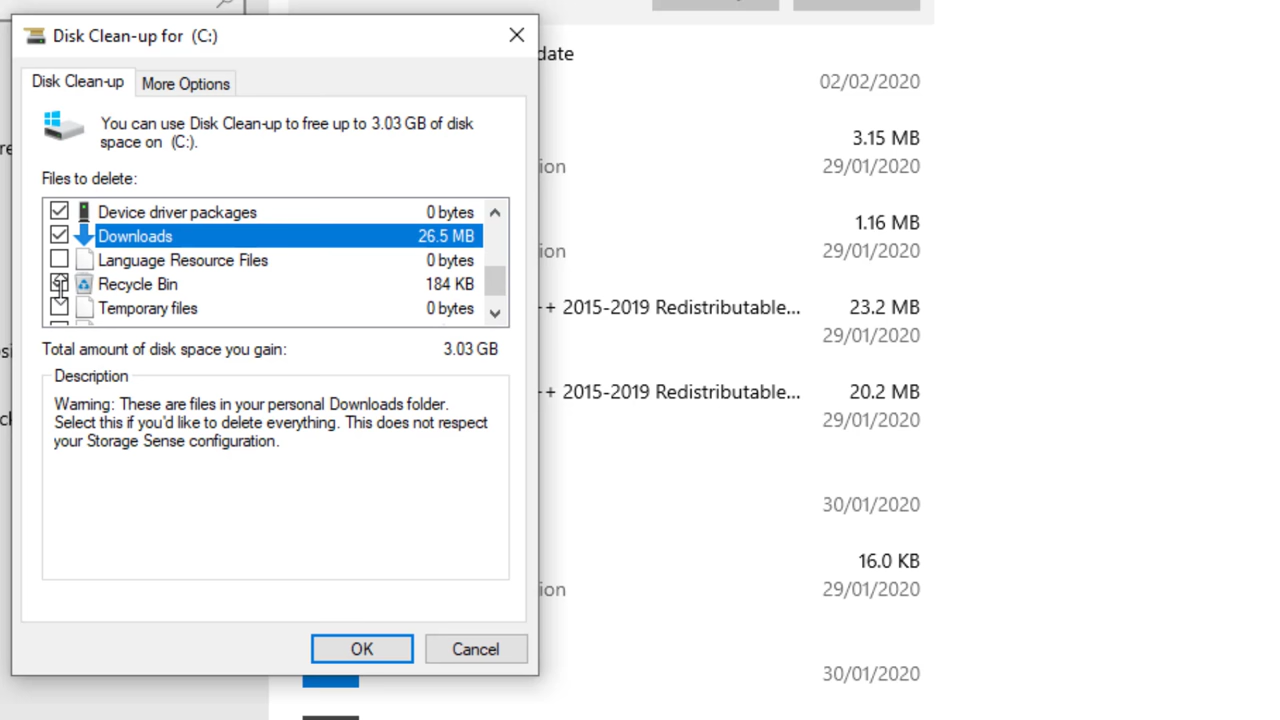 Disk Clean-up for (C:)
Disk Clean-up
More Options
You can use Disk Clean-up to free up to 3.03 GB of disk
space on (C:).
Files to delete:
Device driver packages 0 bytes
Downloads 26.5 MB
Language Resource Files 0 bytes
Recycle Bin 184 KB
Temporary files 0 bytes
Total amount of disk space you gain: 3.03 GB
Description
Warning: These are files in your personal Downloads folder.
Select this if you'd like to delete everything. This does not respect
your Storage Sense configuration.
OK
Cancel
date
02/02/2020
3.15 MB
ion 29/01/2020
1.16 MB
ion 29/01/2020
++ 2015-2019 Redistributable... 23.2 MB
29/01/2020
++ 2015-2019 Redistributable... 20.2 MB
29/01/2020
30/01/2020
16.0 KB
ion 29/01/2020
30/01/2020